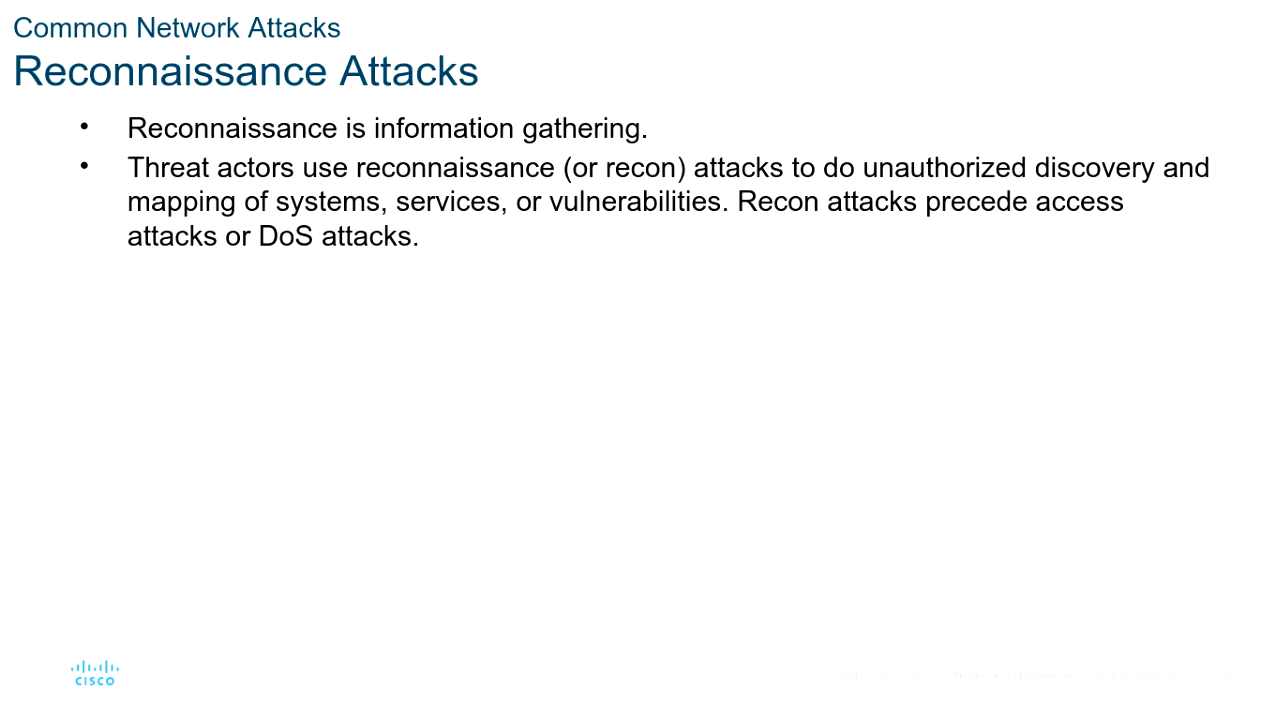 Common Network Attacks
Reconnaissance Attacks
• Reconnaissance is information gathering.
• Threat actors use reconnaissance (or recon) attacks to do unauthorized discovery and
mapping of systems, services, or vulnerabilities. Recon attacks precede access
attacks or DoS attacks.
CISCO